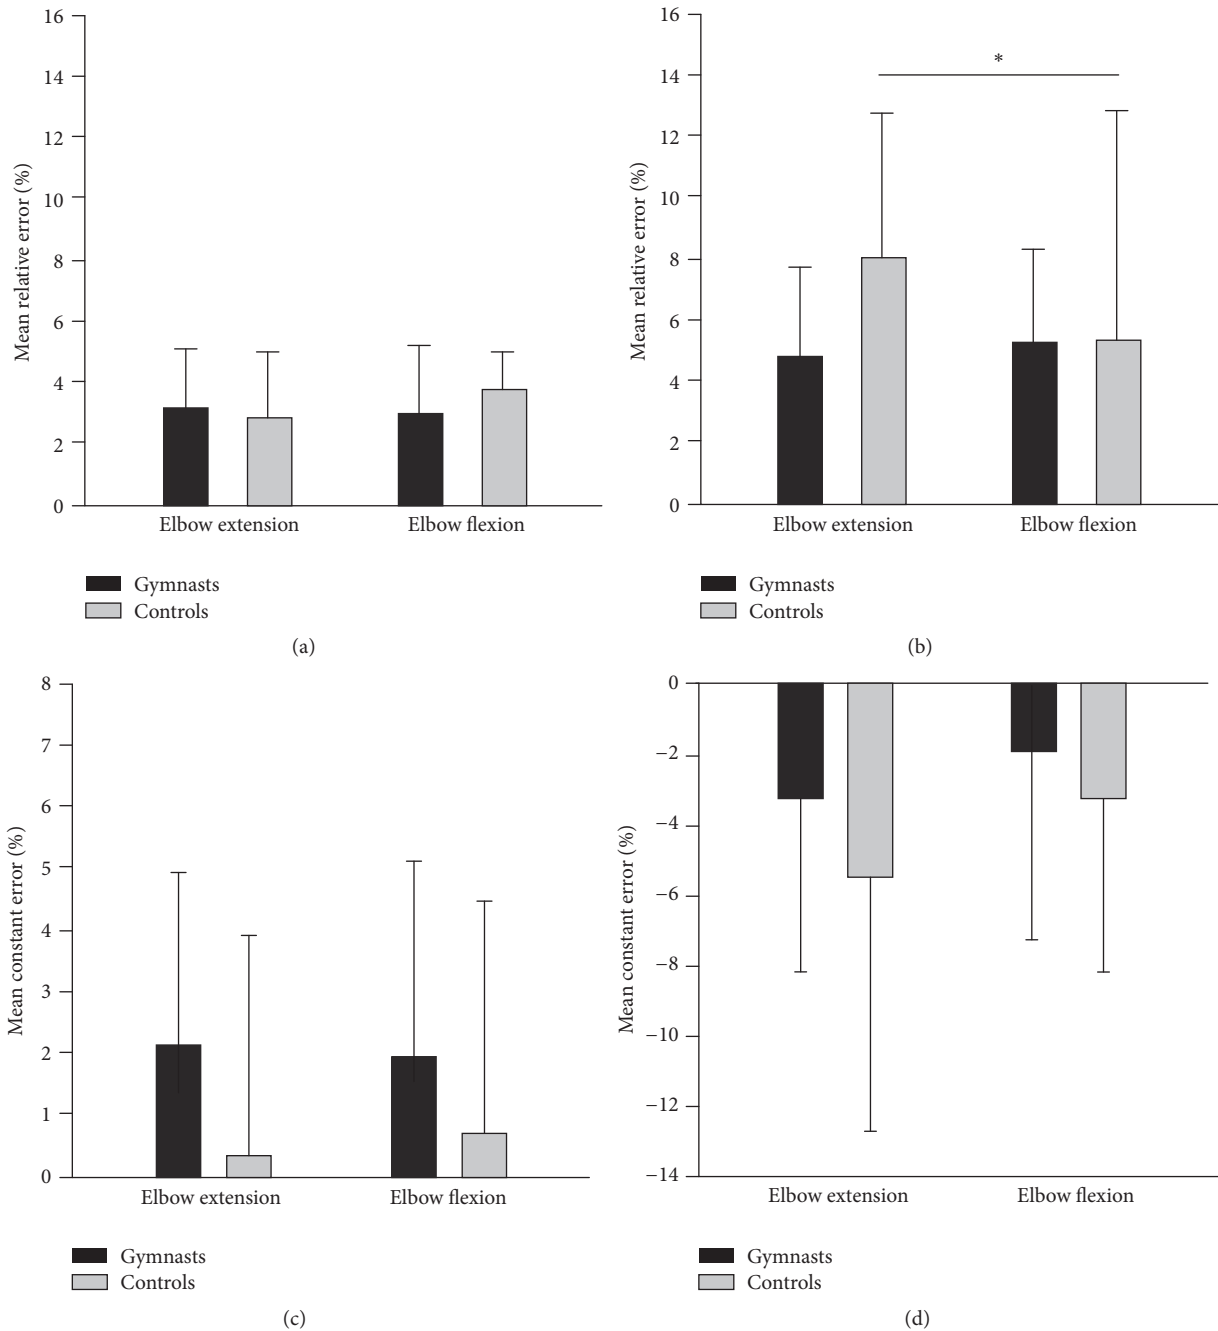 16
14
12
10
8
6
4
2
0
Mean relative error (%)
Elbow extension
Elbow flexion
Gymnasts
Controls
(a)
16
14
12
10
8
6
4
2
0
Mean relative error (%)
*
Elbow extension
Elbow flexion
Gymnasts
Controls
(b)
8
7
6
5
4
3
2
1
0
Mean constant error (%)
Elbow extension
Elbow flexion
Gymnasts
Controls
(c)
0
−2
−4
−6
−8
−10
−12
−14
Mean constant error (%)
Elbow extension
Elbow flexion
Gymnasts
Controls
(d)